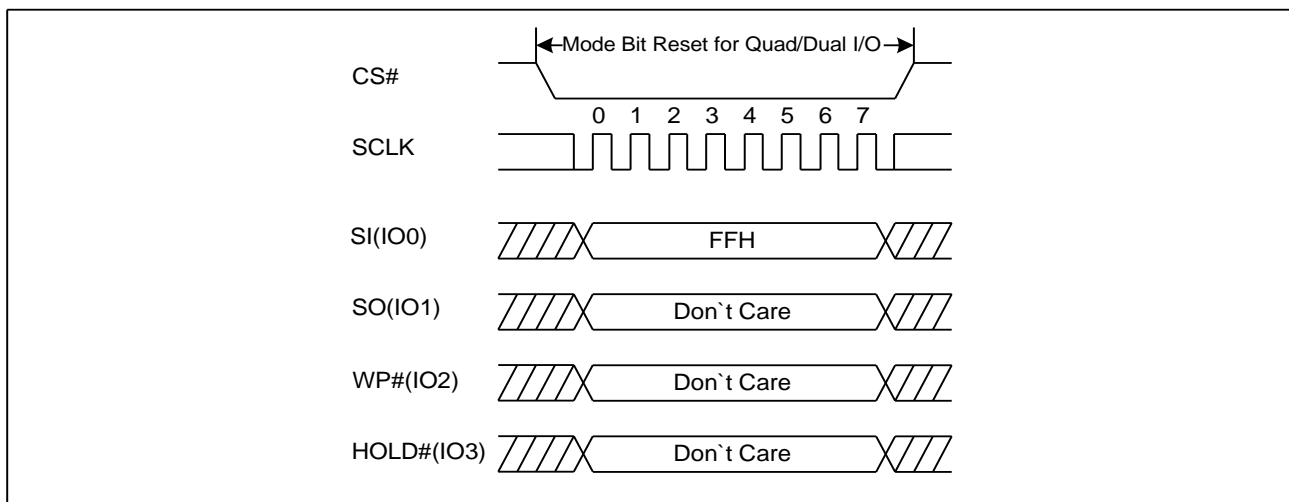 Mode Bit Reset for Quad/Dual I/O
CS#
0 1 2 3 4 5 6 7
SCLK
SI(IO0) FFH
SO(IO1) Don`t Care
WP#(IO2) Don`t Care
HOLD#(IO3) Don`t Care